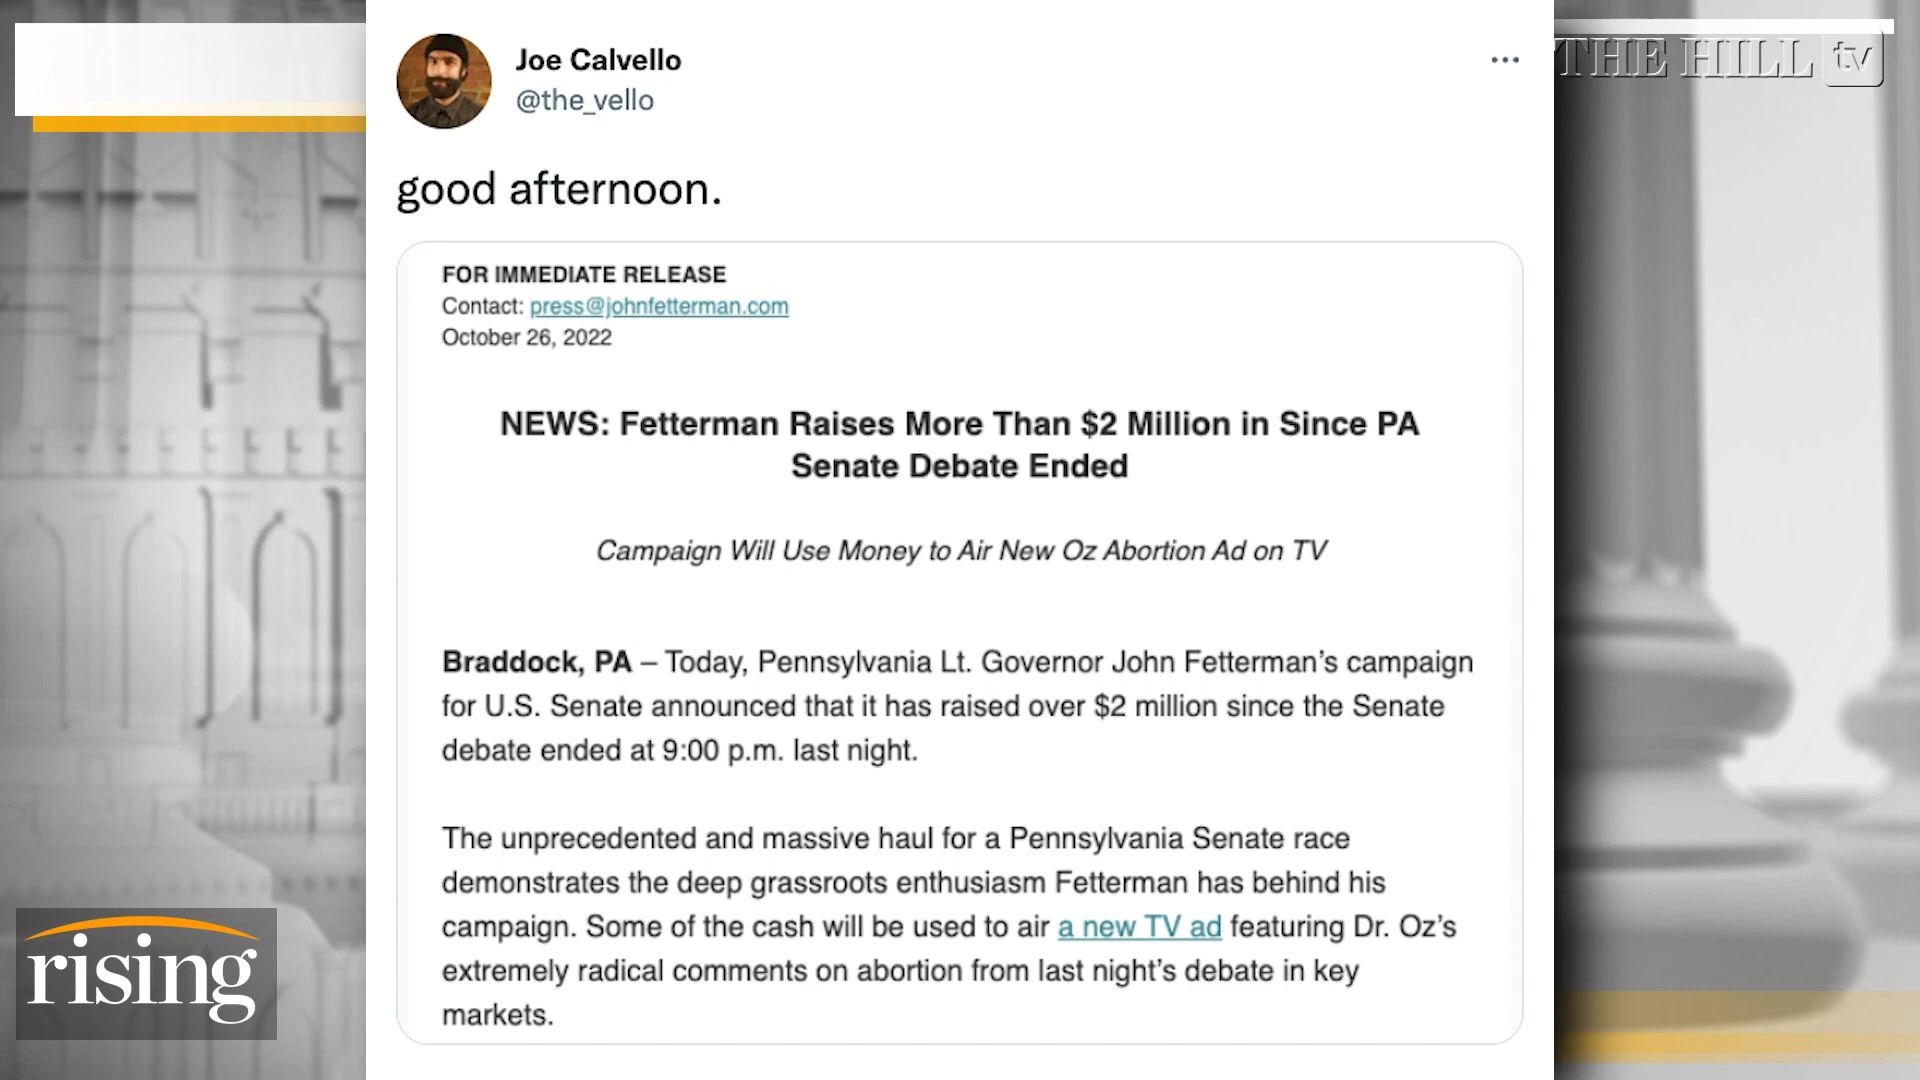 THE HILL tv
Joe Calvello
@the_vello
good afternoon.
FOR IMMEDIATE RELEASE
Contact: press@johnfetterman.com
October 26, 2022
NEWS: Fetterman Raises More Than $2 Million in Since PA
Senate Debate Ended
Campaign Will Use Money to Air New Oz Abortion Ad on TV
Braddock, PA – Today, Pennsylvania Lt. Governor John Fetterman’s campaign
for U.S. Senate announced that it has raised over $2 million since the Senate
debate ended at 9:00 p.m. last night.
The unprecedented and massive haul for a Pennsylvania Senate race
demonstrates the deep grassroots enthusiasm Fetterman has behind his
campaign. Some of the cash will be used to air a new TV ad featuring Dr. Oz’s
extremely radical comments on abortion from last night’s debate in key
markets.
rising